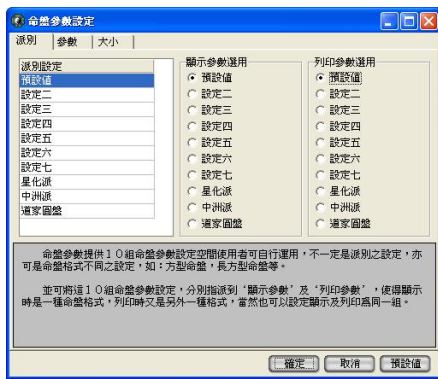 命盤參數設定
派別 參數 大小
派別設定
預設值
設定二
設定三
設定四
設定五
設定六
設定七
星化派
中洲派
道家圓盤
顯示參數選用
預設值
設定二
設定三
設定四
設定五
設定六
設定七
星化派
中洲派
道家圓盤
列印參數選用
預設值
設定二
設定三
設定四
設定五
設定六
設定七
星化派
中洲派
道家圓盤
命盤參數提供１０組命盤參數設定空間使用者可自行運用，不一定是派別之設定，亦
可是命盤格式不同之設定，如：方型命盤，長方型命盤等。
並可將這１０組命盤參數設定，分別指派到‘顯示參數’及‘列印參數’，使得顯示
時是一種命盤格式，列印時又是另外一種格式，當然也可以設定顯示及列印為同一組。
確定 取消 預設值